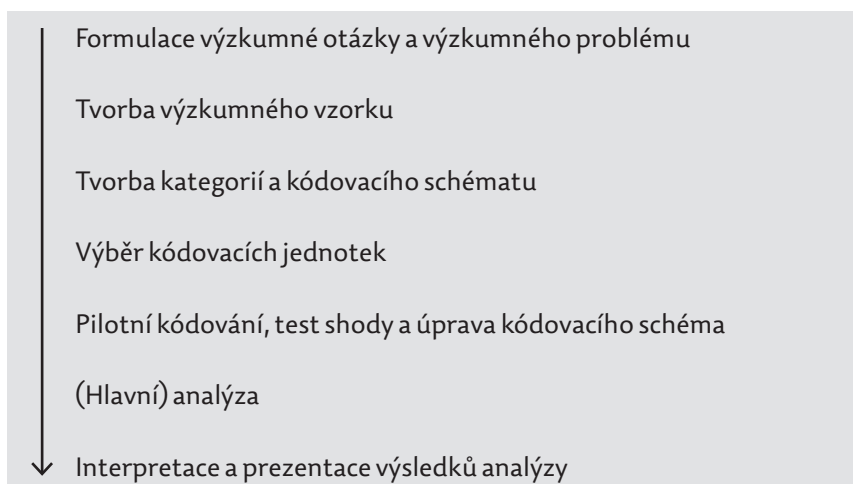 Formulace výzkumné otázky a výzkumného problému
Tvorba výzkumného vzorku
Tvorba kategorií a kódovacího schématu
Výběr kódovacích jednotek
Pilotní kódování, test shody a úprava kódovacího schéma
(Hlavní) analýza
Interpretace a prezentace výsledků analýzy